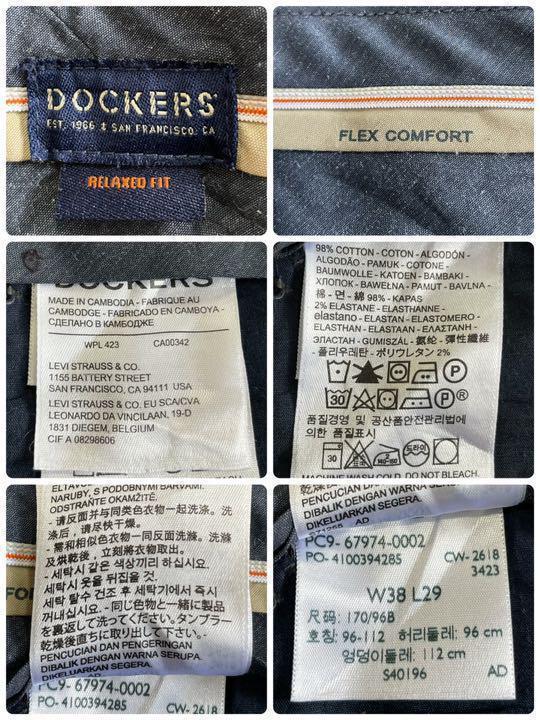 DOCKERS®
EST. 1986 SAN FRANCISCO, CA
RELAXED FIT
FLEX COMFORT
DOCKERS
MADE IN CAMBODIA - FABRIQUE AU
CAMBODGE - FABRICADO EN CAMBOYA -
СДЕЛАНО В КАМБОДЖЕ
WPL 423 CA00342
LEVI STRAUSS & CO.
1155 BATTERY STREET
SAN FRANCISCO, CA 94111 USA
LEVI STRAUSS & CO. EU SCA/CVA
LEONARDO DA VINCILAAN, 19-D
1831 DIEGEM, BELGIUM
CIF A 08298606
98% COTTON - COTON - ALGODÓN -
ALGODÃO - PAMUK - COTONE -
BAUMWOLLE - KATOEN - BAMBAKI -
ХЛОПОК - BAWEŁNA - PAMUT - BAVLNA -
棉 - 면 - 綿 98% - KAPAS
2% ELASTANE - ELASTHANNE -
elastano - ELASTAN - ELASTOMERO -
ELASTHAN - ELASTAAN - ΕΛΑΣΤΑΝΗ -
ЭЛАСТАН - GUMISZÁL - 氨纶 - 彈性纖維
- 폴리우레탄 - ポリウレタン 2%
P
30 P
품질경영 및 공산품안전관리법에
의한 품질표시
30 드라이
MACHINE WASH COLD. DO NOT BLEACH.
NARUBY, S PODOBNÝMI BARVAMI.
ODSTRAŇTE OKAMŽITĚ.
- 请反面并与同类色衣物一起洗涤。洗
涤后，请尽快干燥。
- 需和相似色衣物一同反面洗滌。洗滌
及烘乾後，立刻將衣物取出。
- 세탁시 같은 색상끼리 하십시오.
세탁시 옷을 뒤집을 것.
세탁 탈수 건조 후 세탁기에서 즉시
꺼내십시오. - 同じ色物と一緒に製品
を裏返して洗ってください。タンブラー
乾燥後直ちに取り出して下さい。
PENCUCIAN DAN PENGERINGAN
DIBALIK DENGAN WARNA SERUPA.
DIKELUARKAN SEGERA.
PC9- 67974-0002
PO- 4100394285 CW- 2618
PENCUCIAN DAN PENGERI
DIBALIK DENGAN WARNA SERU
DIKELUARKAN SEGERA.
AD
PC9- 67974-0002
PO- 4100394285 CW- 2618
3423
W38 L29
尺码: 170/96B
호칭: 96-112 허리둘레: 96 cm
엉덩이둘레: 112 cm
S40196 AD